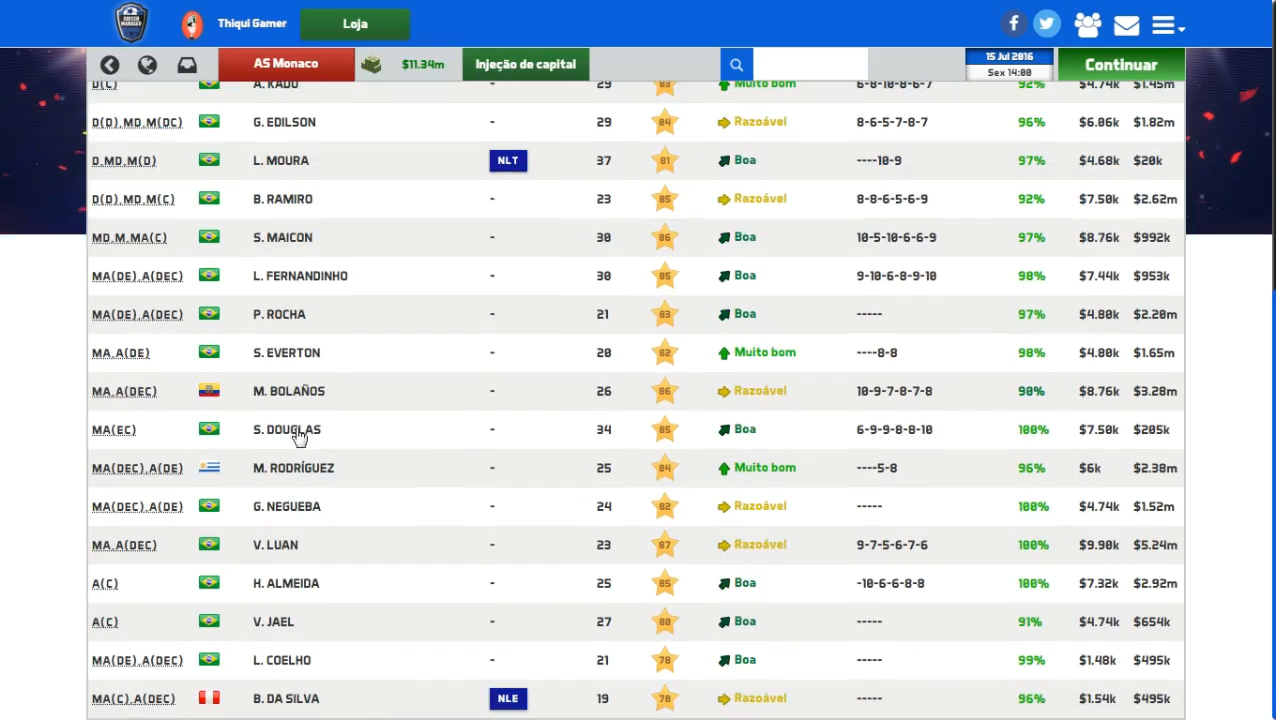 SOCCER MANAGER Thiqui Gamer Loja
AS Monaco $11.34m Injeção de capital 15 Jul 2016 Sex 14:00 Continuar
D(E) A. KADU - 29 83 Muito bom 6-8-10-8-6-7 92% $4.74k $1.45m
D(D),MD,M(DC) G. EDILSON - 29 84 Razoável 8-6-5-7-8-7 96% $6.86k $1.82m
D,MD,M(D) L. MOURA NLT 37 81 Boa ----10-9 97% $4.68k $20k
D(D),MD,M(C) B. RAMIRO - 23 85 Razoável 8-8-6-5-6-9 92% $7.50k $2.62m
MD,M,MA(C) S. MAICON - 30 86 Boa 10-5-10-6-6-9 97% $8.76k $992k
MA(DE),A(DEC) L. FERNANDINHO - 30 85 Boa 9-10-6-8-9-10 98% $7.44k $953k
MA(DE),A(DEC) P. ROCHA - 21 83 Boa ----- 97% $4.80k $2.20m
MA,A(DE) S. EVERTON - 20 82 Muito bom ----8-8 98% $4.80k $1.65m
MA,A(DEC) M. BOLAÑOS - 26 86 Razoável 10-9-7-8-7-8 90% $8.76k $3.28m
MA(EC) S. DOUGLAS - 34 85 Boa 6-9-9-8-8-10 100% $7.50k $205k
MA(DEC),A(DE) M. RODRÍGUEZ - 25 84 Muito bom ----5-8 96% $6k $2.38m
MA(DEC),A(DE) G. NEGUEBA - 24 82 Razoável ----- 100% $4.74k $1.52m
MA,A(DEC) V. LUAN - 23 87 Razoável 9-7-5-6-7-6 100% $9.90k $5.24m
A(C) H. ALMEIDA - 25 85 Boa -10-6-6-8-8 100% $7.32k $2.92m
A(C) V. JAEL - 27 80 Boa ----- 91% $4.74k $654k
MA(DE),A(DEC) L. COELHO - 21 78 Boa ----- 99% $1.48k $495k
MA(C),A(DEC) B. DA SILVA NLE 19 78 Razoável ----- 96% $1.54k $495k